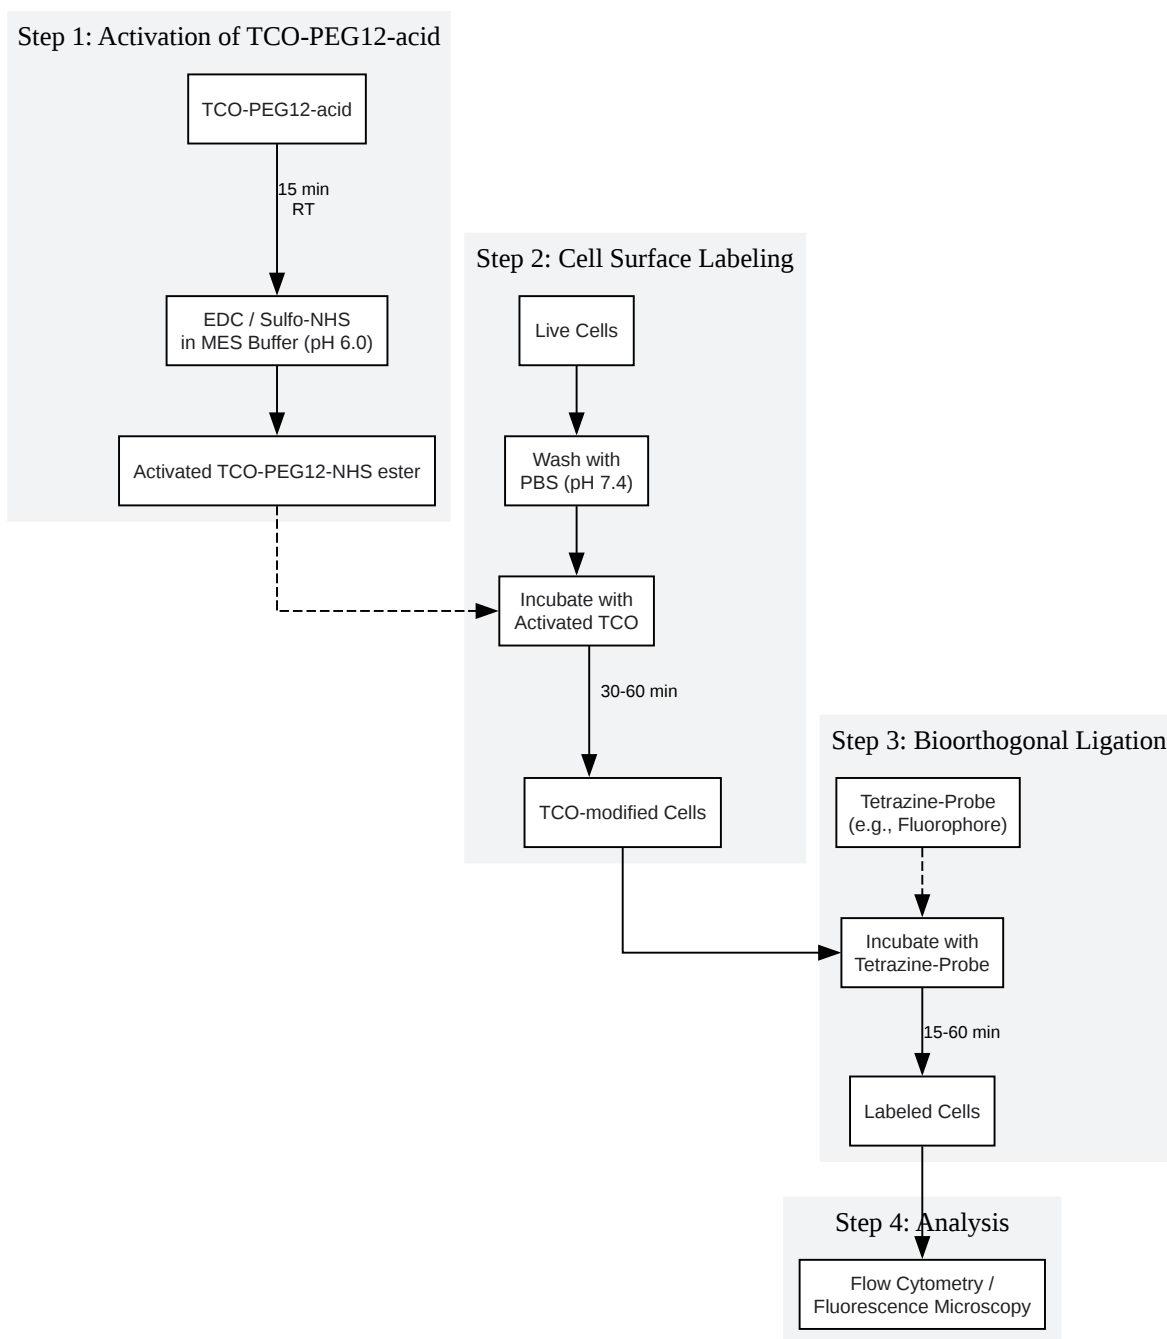 Step 1: Activation of TCO-PEG12-acid
TCO-PEG12-acid
15 min
RT
EDC / Sulfo-NHS
in MES Buffer (pH 6.0)
Activated TCO-PEG12-NHS ester
Step 2: Cell Surface Labeling
Live Cells
Wash with
PBS (pH 7.4)
Incubate with
Activated TCO
30-60 min
TCO-modified Cells
Step 3: Bioorthogonal Ligation
Tetrazine-Probe
(e.g., Fluorophore)
Incubate with
Tetrazine-Probe
15-60 min
Labeled Cells
Step 4: Analysis
Flow Cytometry /
Fluorescence Microscopy